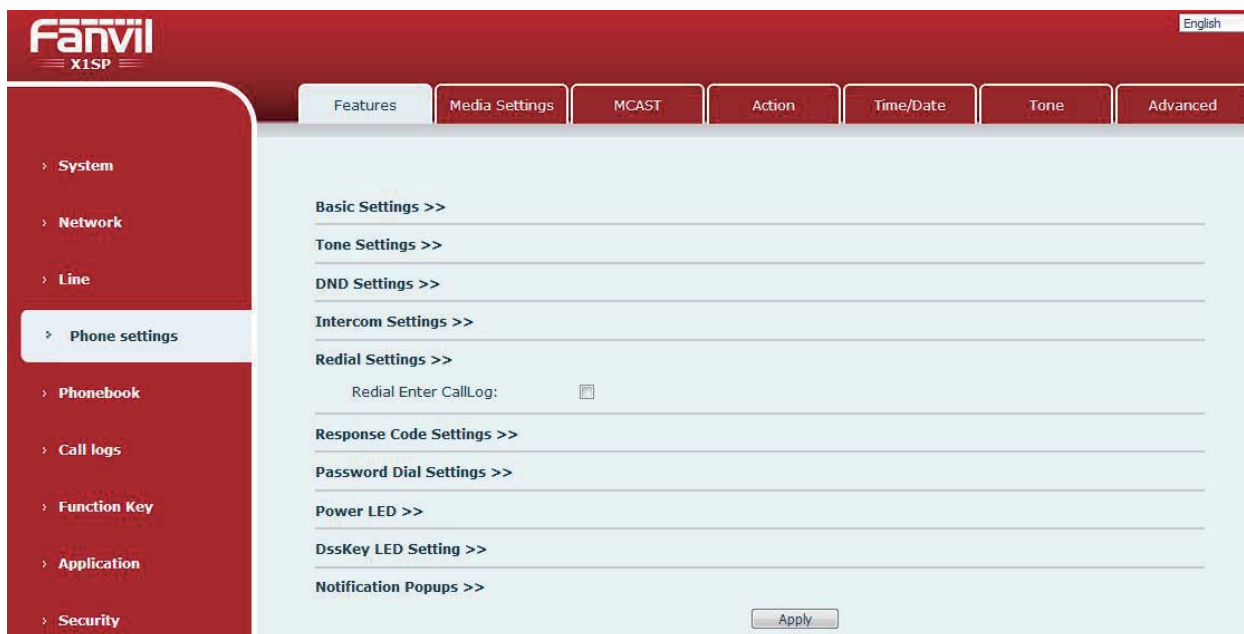 Fanvil
X1SP
English
Features Media Settings MCAST Action Time/Date Tone Advanced
› System
› Network
› Line
› Phone settings
› Phonebook
› Call logs
› Function Key
› Application
› Security
Basic Settings >>
Tone Settings >>
DND Settings >>
Intercom Settings >>
Redial Settings >>
Redial Enter CallLog:
Response Code Settings >>
Password Dial Settings >>
Power LED >>
DssKey LED Setting >>
Notification Popups >>
Apply